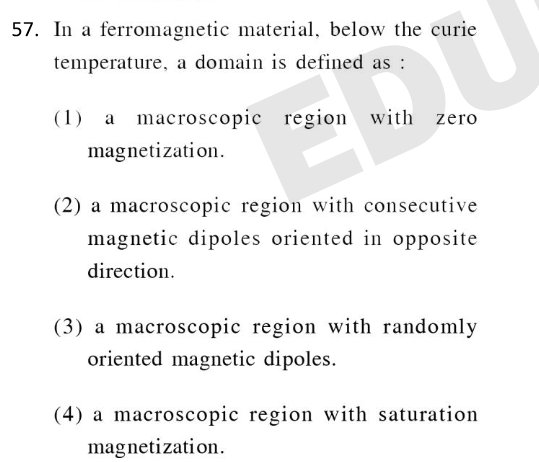 57. In a ferromagnetic material, below the curie
temperature, a domain is defined as :
(1) a macroscopic region with zero
magnetization.
(2) a macroscopic region with consecutive
magnetic dipoles oriented in opposite
direction.
(3) a macroscopic region with randomly
oriented magnetic dipoles.
(4) a macroscopic region with saturation
magnetization.
EDU